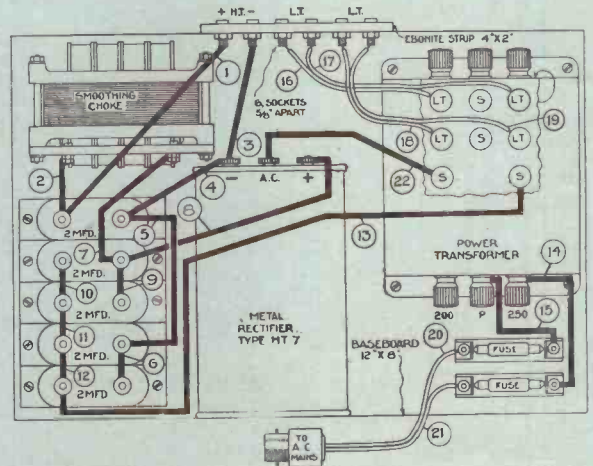 + H.T. −
L.T.
L.T.
EBONITE STRIP 4"X2"
1
16
17
8, SOCKETS
5/8" APART
SMOOTHING
CHOKE
LT
S
LT
18
LT
S
LT
19
2
3
4
−
A.C.
+
22
S
S
8
13
2 MFD.
5
7
2 MFD.
9
10
2 MFD.
11
2 MFD.
6
12
2 MFD.
METAL
RECTIFIER
TYPE HT 7
POWER
TRANSFORMER
14
200
P
250
15
BASEBOARD
12" X 8"
20
FUSE
FUSE
21
TO
A C
MAINS